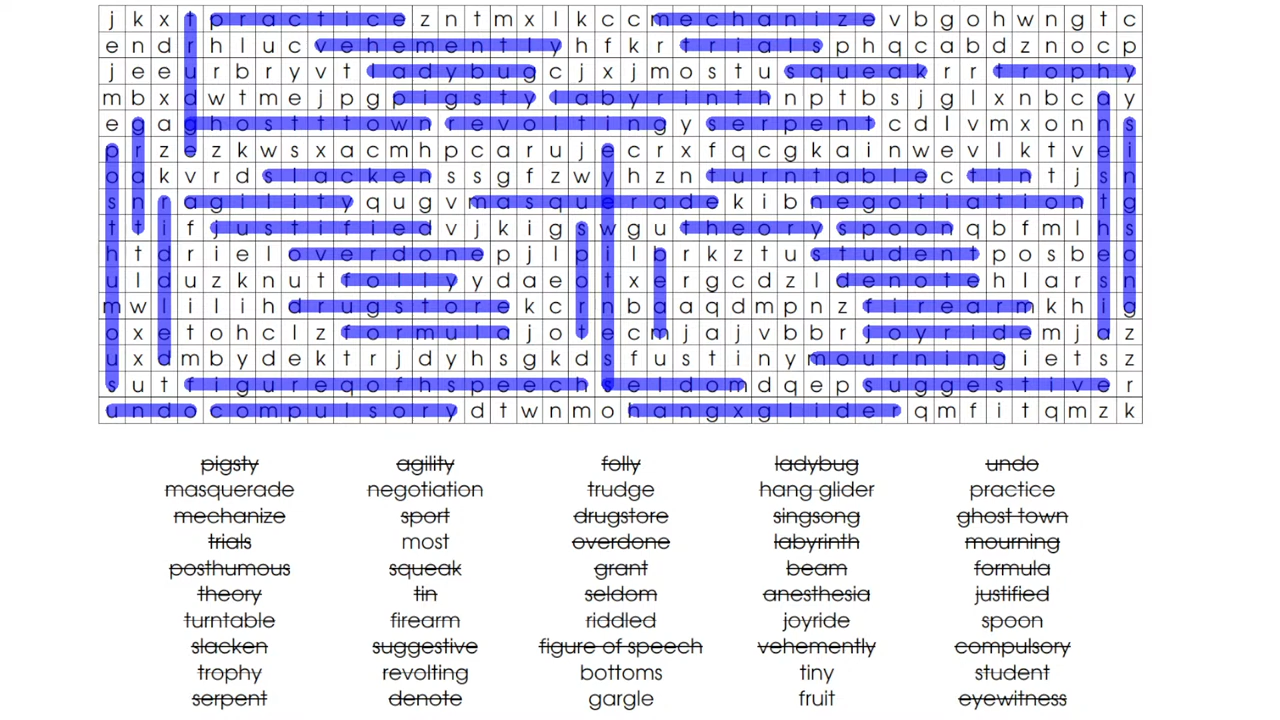 j k x t p r a c t i c e z n t m x l k c c m e c h a n i z e v b g o h w n g t c
e n d r h l u c v e h e m e n t l y h f k r t r i a l s p h q c a b d z n o c p
j e e u r b r y v t l a d y b u g c j x j m o s t u s q u e a k r r t r o p h y
m b x d w t m e j p g p i g s t y l a b y r i n t h n p t b s j g l x n b c a y
e g a g h o s t t t o w n r e v o l t i n g y s e r p e n t c d l v m x o n n s
p r z e z k w s x a c m h p c a r u j e c r x f q c g k a i n w e v l k t v e i
o a k v r d s l a c k e n s s g f z w y h z n t u r n t a b l e c t i n t j s n
s n r a g i l i t y q u g v m a s q u e r a d e k i b n e g o t i a t i o n t g
t t i f j u s t i f i e d v j k i g s w g u t h e o r y s p o o n q b f m l h s
h t d r i e l o v e r d o n e p j l p i l b r k z t u s t u d e n t p o s b e o
u l d u z k n u t f o l l y y d a e o t x e r g c d z l d e n o t e h l a r s n
m w l i l i h d r u g s t o r e k c r n b a a q d m p n z f i r e a r m k h i g
o x e t o h c l z f o r m u l a j o t e c m j a j v b b r j o y r i d e m j a z
u x d m b y d e k t r j d y h s g k d s f u s t i n y m o u r n i n g i e t s z
s u t f i g u r e q o f h s p e e c h s e l d o m d q e p s u g g e s t i v e r
u n d o c o m p u l s o r y d t w n m o h a n g x g l i d e r q m f i t q m z k
pigsty agility folly ladybug undo
masquerade negotiation trudge hang glider practice
mechanize sport drugstore singsong ghost town
trials most overdone labyrinth mourning
posthumous squeak grant beam formula
theory tin seldom anesthesia justified
turntable firearm riddled joyride spoon
slacken suggestive figure of speech vehemently compulsory
trophy revolting bottoms tiny student
serpent denote gargle fruit eyewitness